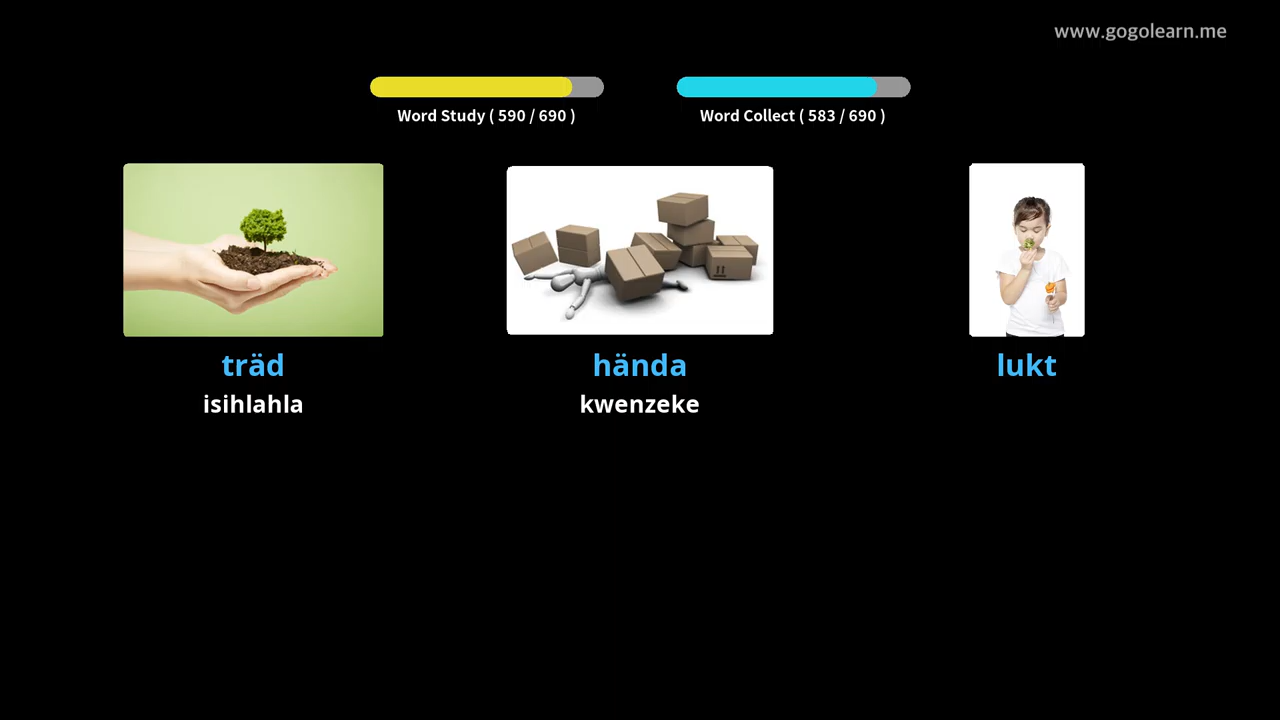 www.gogolearn.me
Word Study ( 590 / 690 )
Word Collect ( 583 / 690 )
träd
hända
lukt
isihlahla
kwenzeke